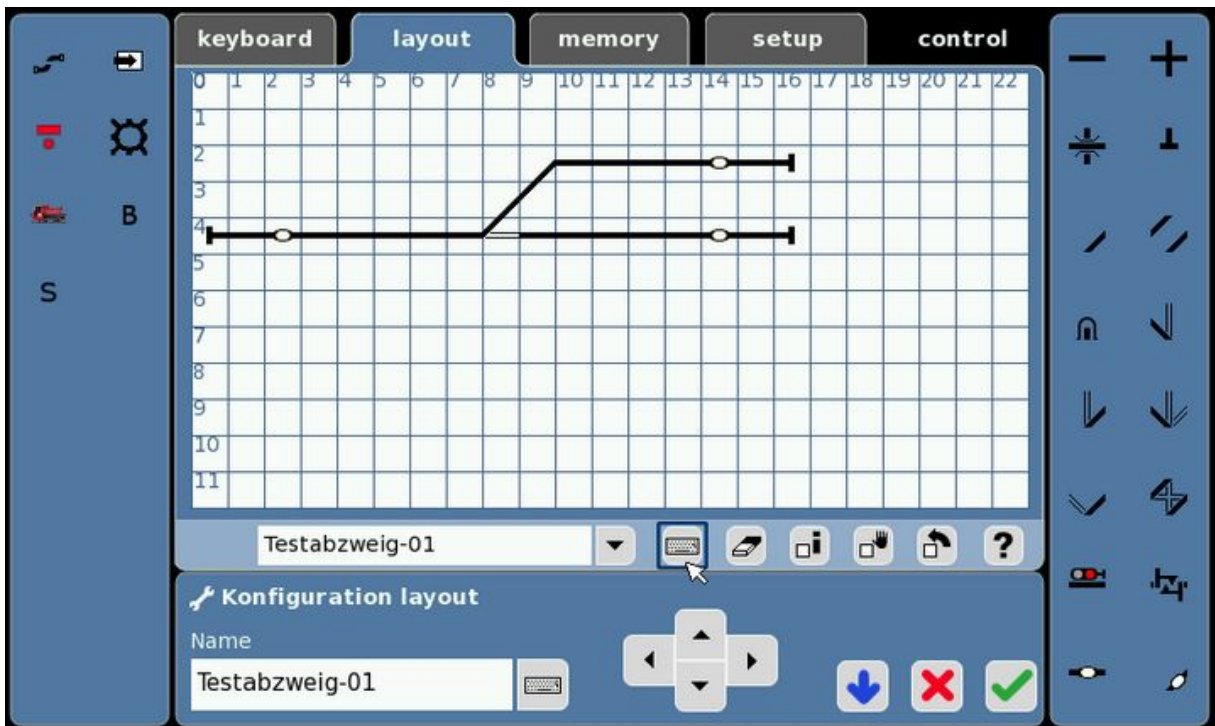 keyboard layout memory setup control
0 1 2 3 4 5 6 7 8 9 10 11 12 13 14 15 16 17 18 19 20 21 22
1
2
3
B
4
5
S
6
7
8
9
10
11
Testabzweig-01
?
Konfiguration layout
Name
Testabzweig-01